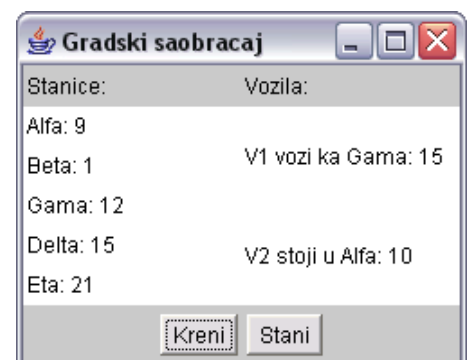 Gradski saobracaj
Stanice: Vozila:
Alfa: 9
Beta: 1
Gama: 12
Delta: 15
Eta: 21
V1 vozi ka Gama: 15
V2 stoji u Alfa: 10
Kreni Stani